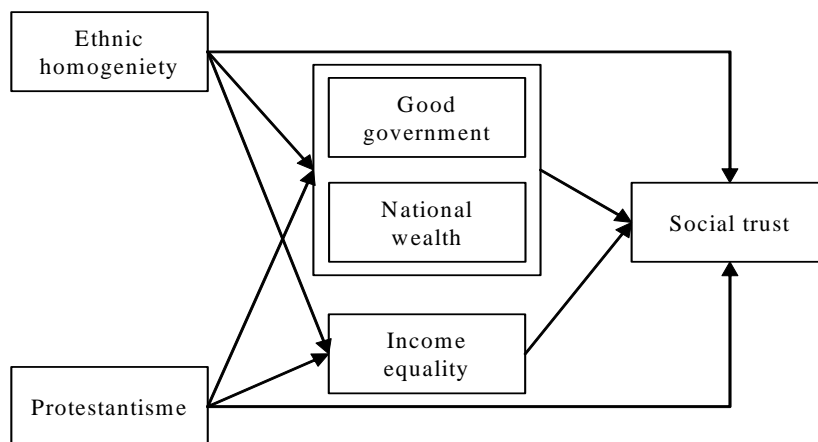 Ethnic
homogeniety
Good
government
National
wealth
Social trust
Income
equality
Protestantisme